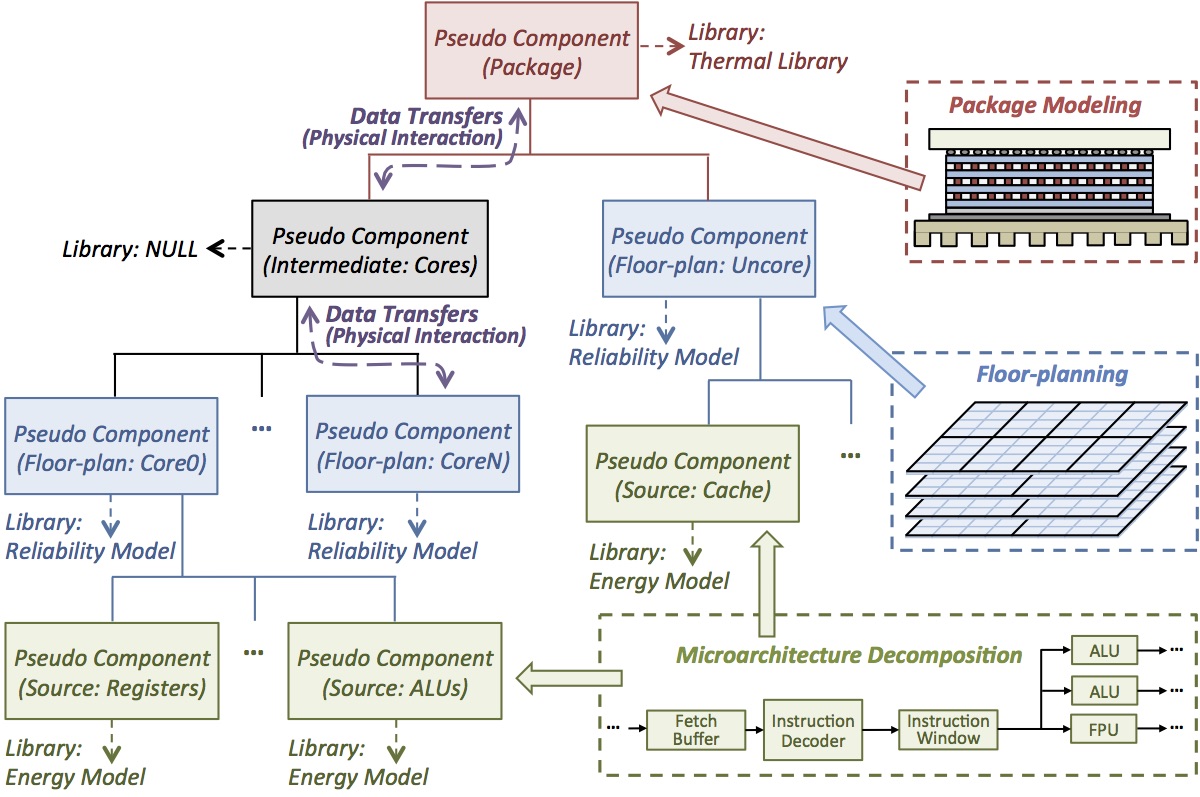 Pseudo Component
(Package)
Library:
Thermal Library
Package Modeling
Data Transfers
(Physical Interaction)
Library: NULL
Pseudo Component
(Intermediate: Cores)
Pseudo Component
(Floor-plan: Uncore)
Data Transfers
(Physical Interaction)
Library:
Reliability Model
Floor-planning
Pseudo Component
(Floor-plan: Core0)
...
Pseudo Component
(Floor-plan: CoreN)
Pseudo Component
(Source: Cache)
...
Library:
Reliability Model
Library:
Reliability Model
Library:
Energy Model
Pseudo Component
(Source: Registers)
...
Pseudo Component
(Source: ALUs)
Library:
Energy Model
Library:
Energy Model
Microarchitecture Decomposition
...
Fetch
Buffer
Instruction
Decoder
Instruction
Window
ALU
...
ALU
...
FPU
...